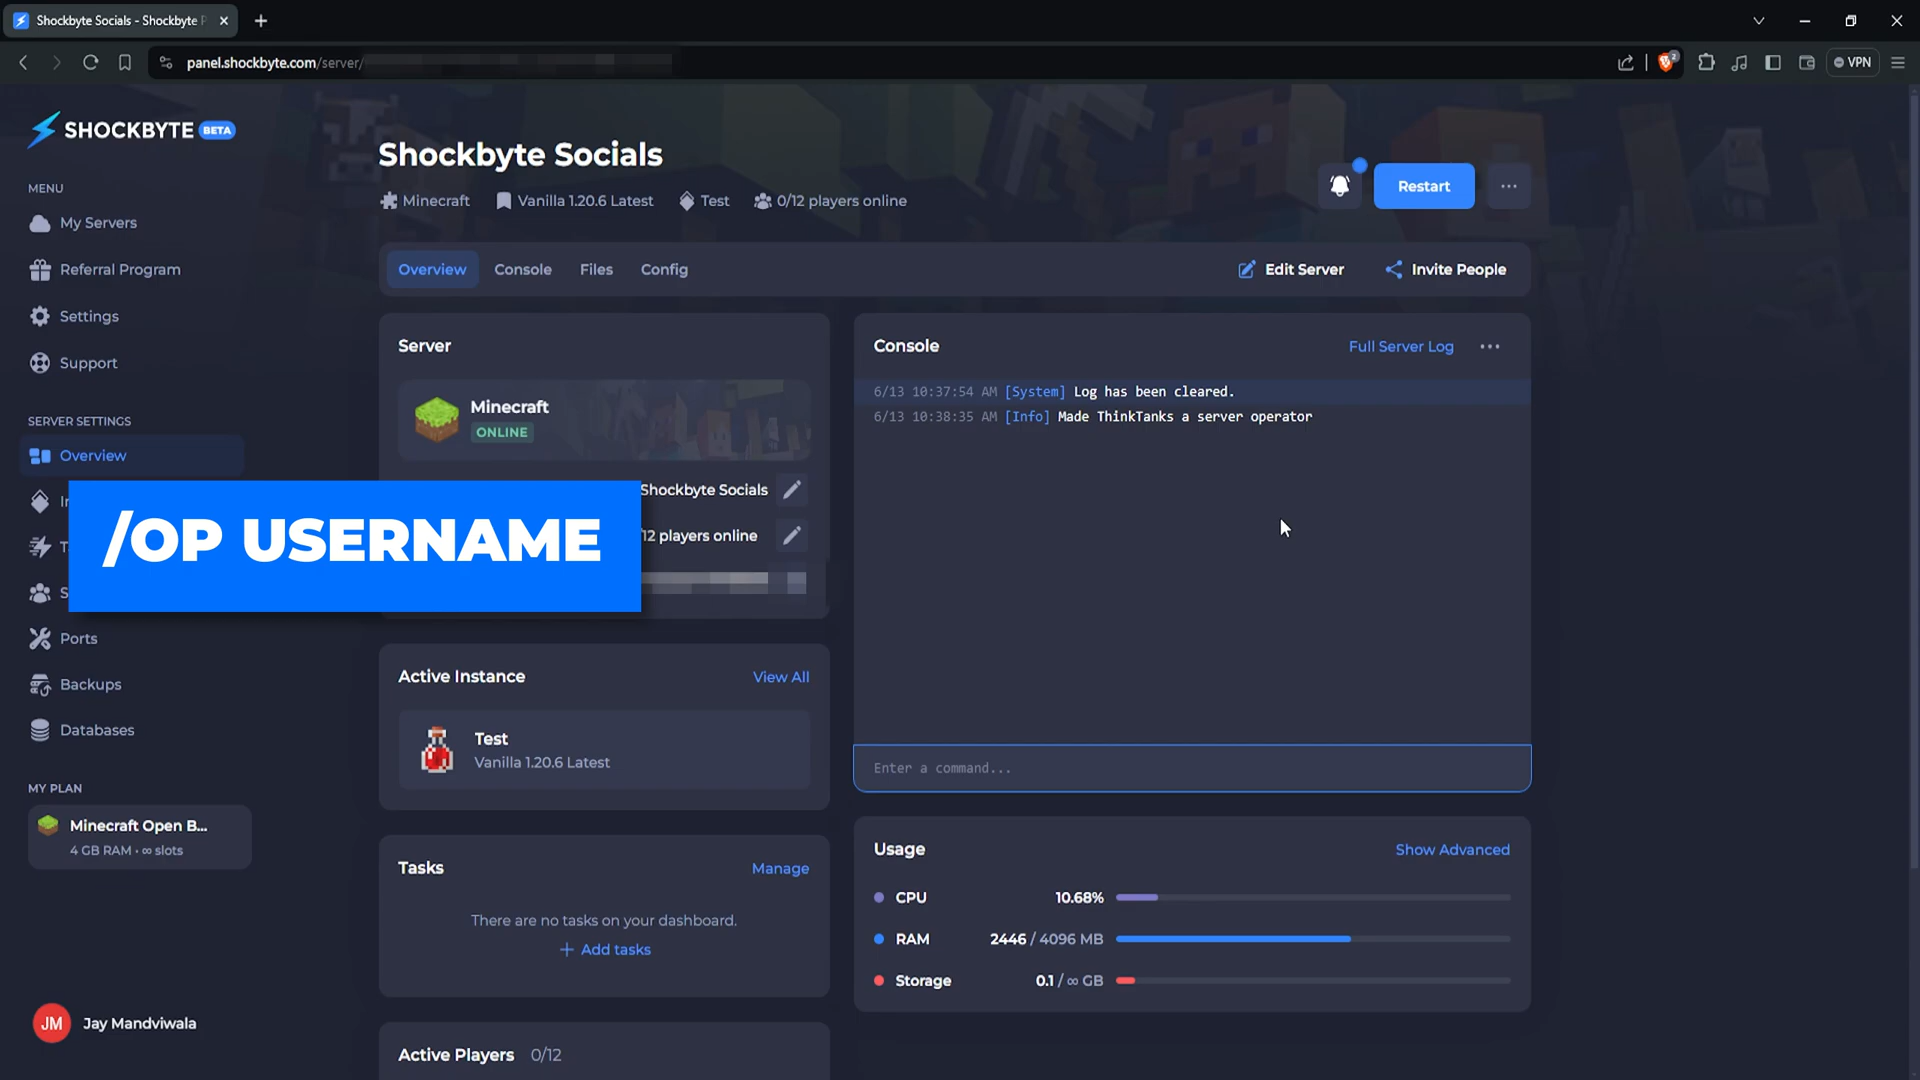 Shockbyte Socials - Shockbyte P
panel.shockbyte.com/server/
VPN
SHOCKBYTE BETA
MENU
My Servers
Referral Program
Settings
Support
SERVER SETTINGS
Overview
Ports
Backups
Databases
MY PLAN
Minecraft Open B...
4 GB RAM • ∞ slots
JM Jay Mandviwala
Shockbyte Socials
Minecraft Vanilla 1.20.6 Latest Test 0/12 players online
2
Restart
Overview Console Files Config Edit Server Invite People
Server
Minecraft
ONLINE
Shockbyte Socials
12 players online
/OP USERNAME
Active Instance View All
Test
Vanilla 1.20.6 Latest
Tasks Manage
There are no tasks on your dashboard.
+ Add tasks
Active Players 0/12
Console Full Server Log
6/13 10:37:54 AM [System] Log has been cleared.
6/13 10:38:35 AM [Info] Made ThinkTanks a server operator
Enter a command...
Usage Show Advanced
CPU 10.68%
RAM 2446 / 4096 MB
Storage 0.1 / ∞ GB